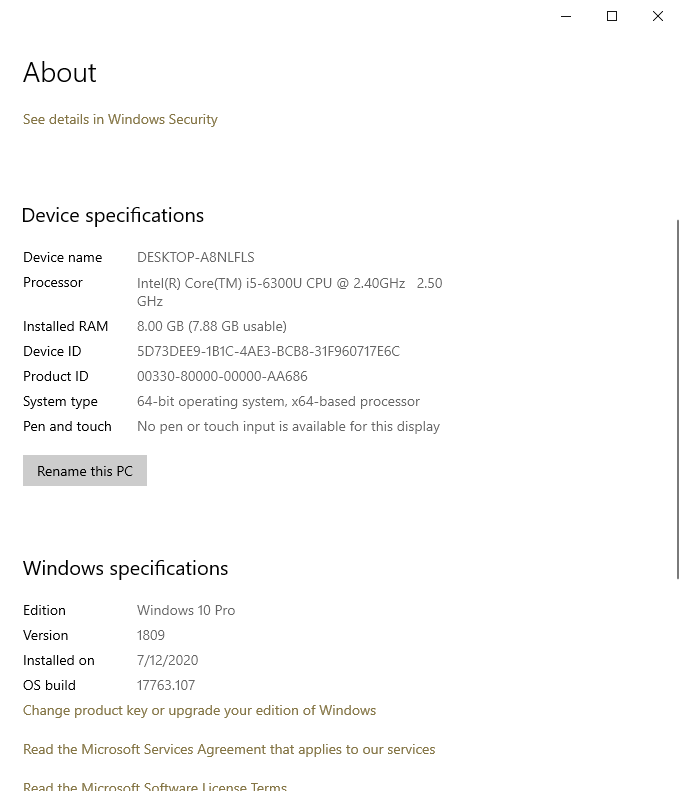 About
See details in Windows Security
Device specifications
Device name DESKTOP-A8NLFLS
Processor Intel(R) Core(TM) i5-6300U CPU @ 2.40GHz 2.50
GHz
Installed RAM 8.00 GB (7.88 GB usable)
Device ID 5D73DEE9-1B1C-4AE3-BCB8-31F960717E6C
Product ID 00330-80000-00000-AA686
System type 64-bit operating system, x64-based processor
Pen and touch No pen or touch input is available for this display
Rename this PC
Windows specifications
Edition Windows 10 Pro
Version 1809
Installed on 7/12/2020
OS build 17763.107
Change product key or upgrade your edition of Windows
Read the Microsoft Services Agreement that applies to our services
Read the Microsoft Software License Terms